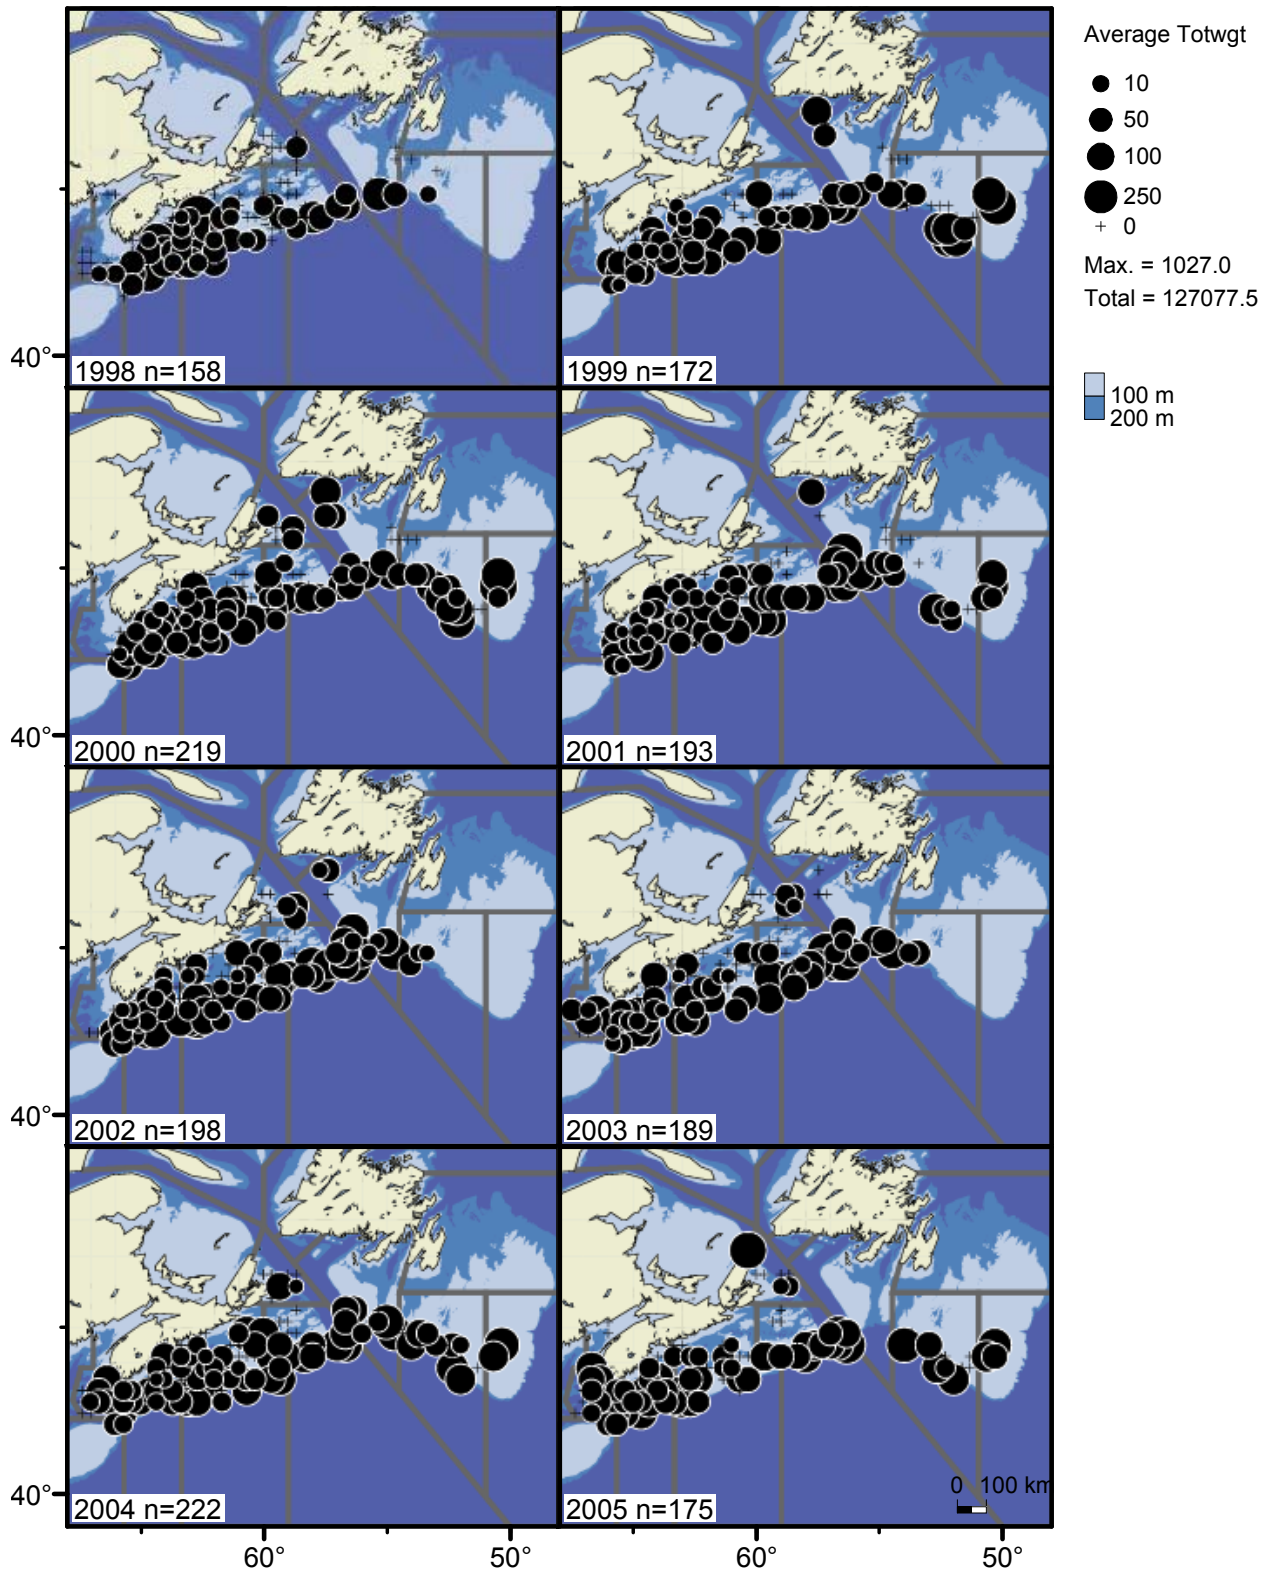 Average Totwgt
10
50
100
250
0
Max. = 1027.0
Total = 127077.5
100 m
200 m
40°
1998 n=158
1999 n=172
40°
2000 n=219
2001 n=193
40°
2002 n=198
2003 n=189
0 100 km
40°
2004 n=222
2005 n=175
60°
50°
60°
50°